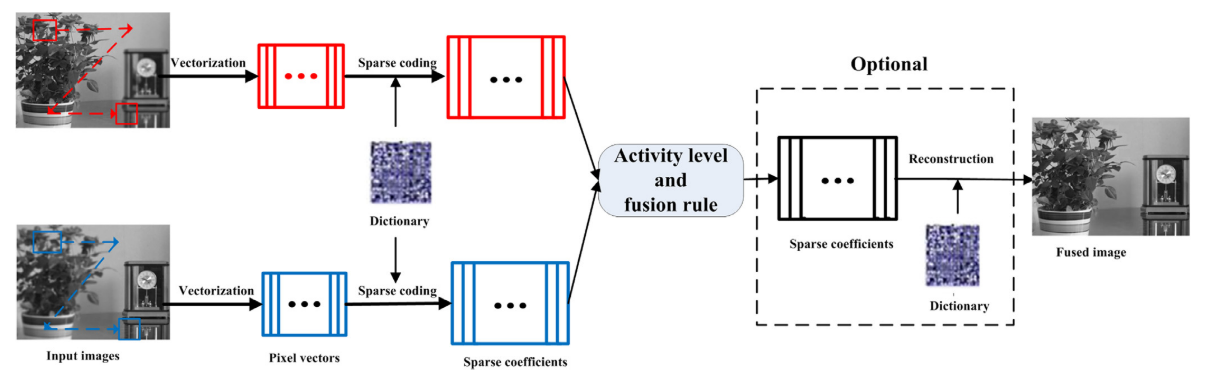 Vectorization
Sparse coding
Dictionary
Vectorization
Sparse coding
Input images
Pixel vectors
Sparse coefficients
Activity level
and
fusion rule
Optional
Sparse coefficients
Reconstruction
Dictionary
Fused image